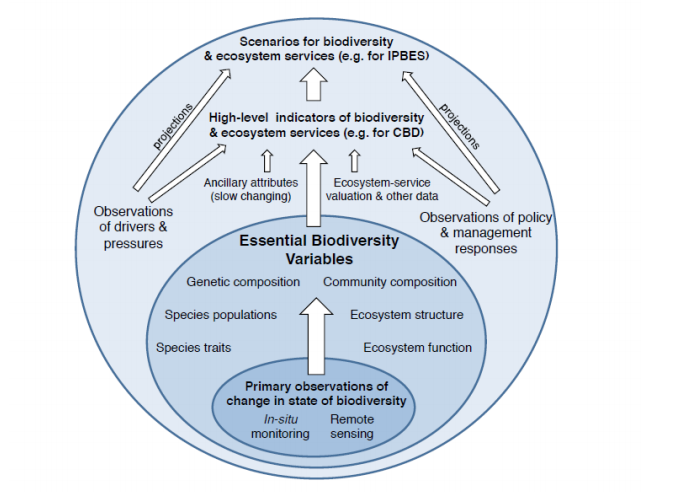 Scenarios for biodiversity
& ecosystem services (e.g. for IPBES)
projections
projections
High-level indicators of biodiversity
& ecosystem services (e.g. for CBD)
Ancillary attributes
(slow changing)
Ecosystem-service
valuation & other data
Observations
of drivers &
pressures
Observations of policy
& management
responses
Essential Biodiversity
Variables
Genetic composition
Community composition
Species populations
Ecosystem structure
Species traits
Ecosystem function
Primary observations of
change in state of biodiversity
In-situ
monitoring
Remote
sensing